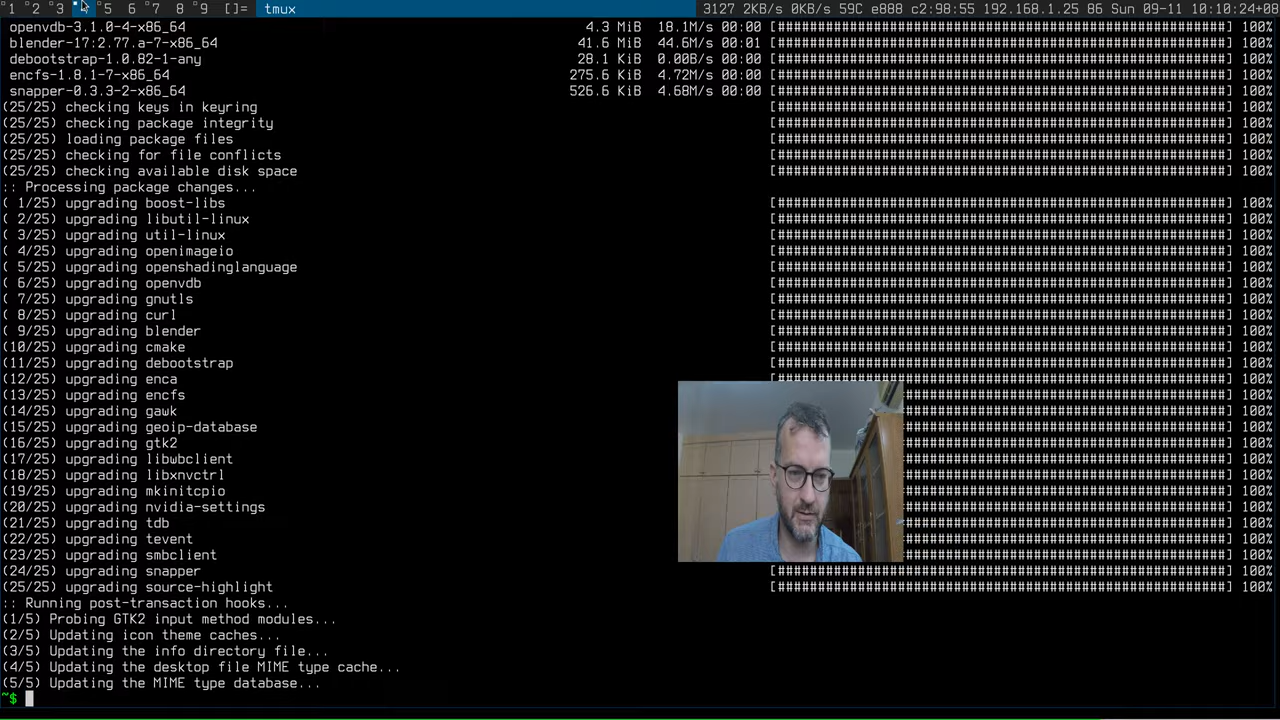 1 2 3 5 6 7 8 9 []= tmux 3127 2KB/s 0KB/s 59C e888 c2:98:55 192.168.1.25 86 Sun 09-11 10:10:24+08
openvdb-3.1.0-4-x86_64 4.3 MiB 18.1M/s 00:00 [######################################################] 100%
blender-17:2.77.a-7-x86_64 41.6 MiB 44.6M/s 00:01 [######################################################] 100%
debootstrap-1.0.82-1-any 28.1 KiB 0.00B/s 00:00 [######################################################] 100%
encfs-1.8.1-7-x86_64 275.6 KiB 4.72M/s 00:00 [######################################################] 100%
snapper-0.3.3-2-x86_64 526.6 KiB 4.68M/s 00:00 [######################################################] 100%
(25/25) checking keys in keyring [######################################################] 100%
(25/25) checking package integrity [######################################################] 100%
(25/25) loading package files [######################################################] 100%
(25/25) checking for file conflicts [######################################################] 100%
(25/25) checking available disk space [######################################################] 100%
:: Processing package changes...
( 1/25) upgrading boost-libs [######################################################] 100%
( 2/25) upgrading libutil-linux [######################################################] 100%
( 3/25) upgrading util-linux [######################################################] 100%
( 4/25) upgrading openimageio [######################################################] 100%
( 5/25) upgrading openshadinglanguage [######################################################] 100%
( 6/25) upgrading openvdb [######################################################] 100%
( 7/25) upgrading gnutls [######################################################] 100%
( 8/25) upgrading curl [######################################################] 100%
( 9/25) upgrading blender [######################################################] 100%
(10/25) upgrading cmake [######################################################] 100%
(11/25) upgrading debootstrap [######################################################] 100%
(12/25) upgrading enca [######################################################] 100%
(13/25) upgrading encfs #######################################] 100%
(14/25) upgrading gawk #######################################] 100%
(15/25) upgrading geoip-database #######################################] 100%
(16/25) upgrading gtk2 #######################################] 100%
(17/25) upgrading libwbclient #######################################] 100%
(18/25) upgrading libxnvctrl #######################################] 100%
(19/25) upgrading mkinitcpio #######################################] 100%
(20/25) upgrading nvidia-settings #######################################] 100%
(21/25) upgrading tdb #######################################] 100%
(22/25) upgrading tevent #######################################] 100%
(23/25) upgrading smbclient #######################################] 100%
(24/25) upgrading snapper [######################################################] 100%
(25/25) upgrading source-highlight [######################################################] 100%
:: Running post-transaction hooks...
(1/5) Probing GTK2 input method modules...
(2/5) Updating icon theme caches...
(3/5) Updating the info directory file...
(4/5) Updating the desktop file MIME type cache...
(5/5) Updating the MIME type database...
~$